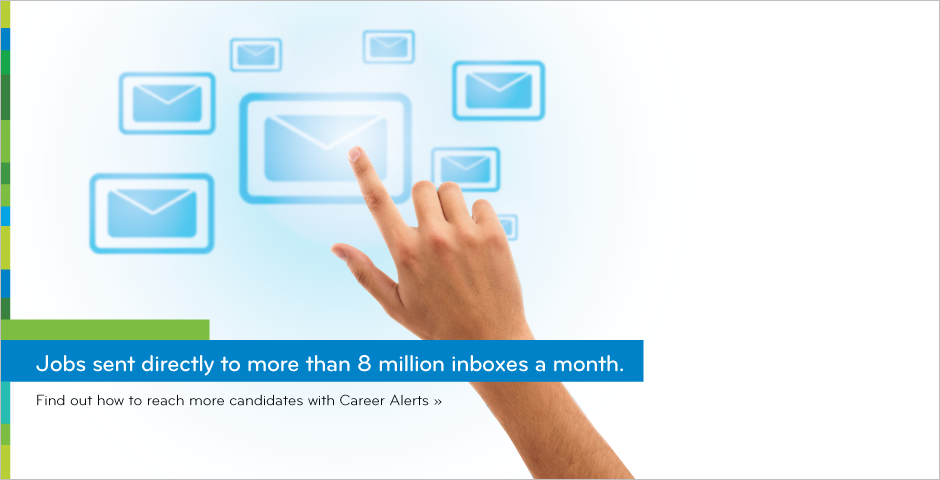 Jobs sent directly to more than 8 million inboxes a month.
Find out how to reach more candidates with Career Alerts »